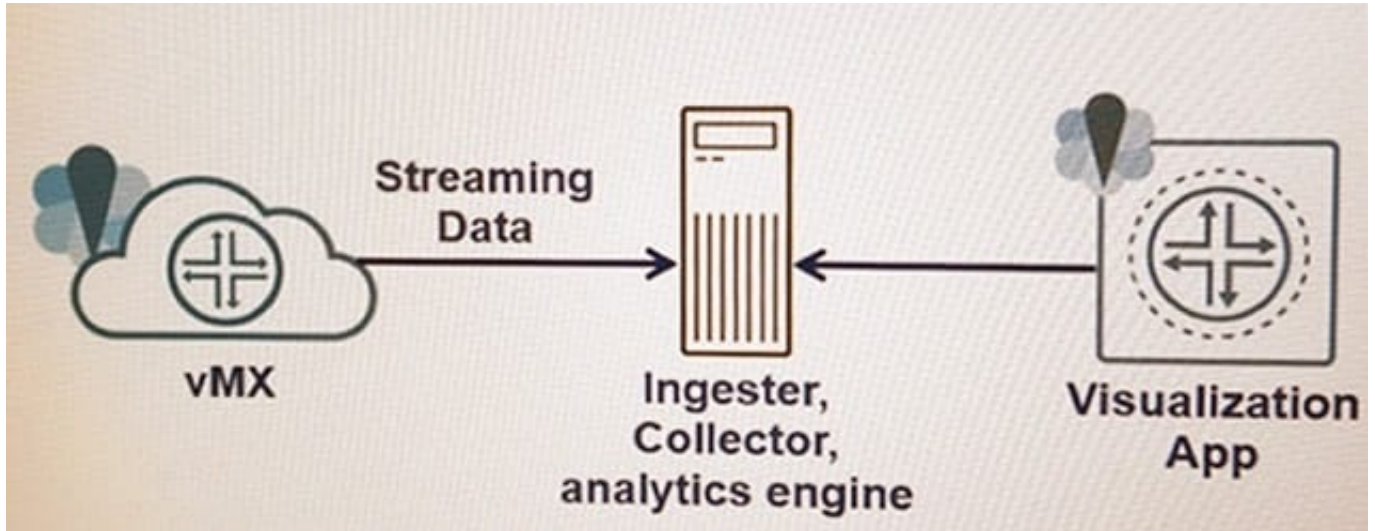 Streaming
Data
vMX
Ingester,
Collector,
analytics engine
Visualization
App